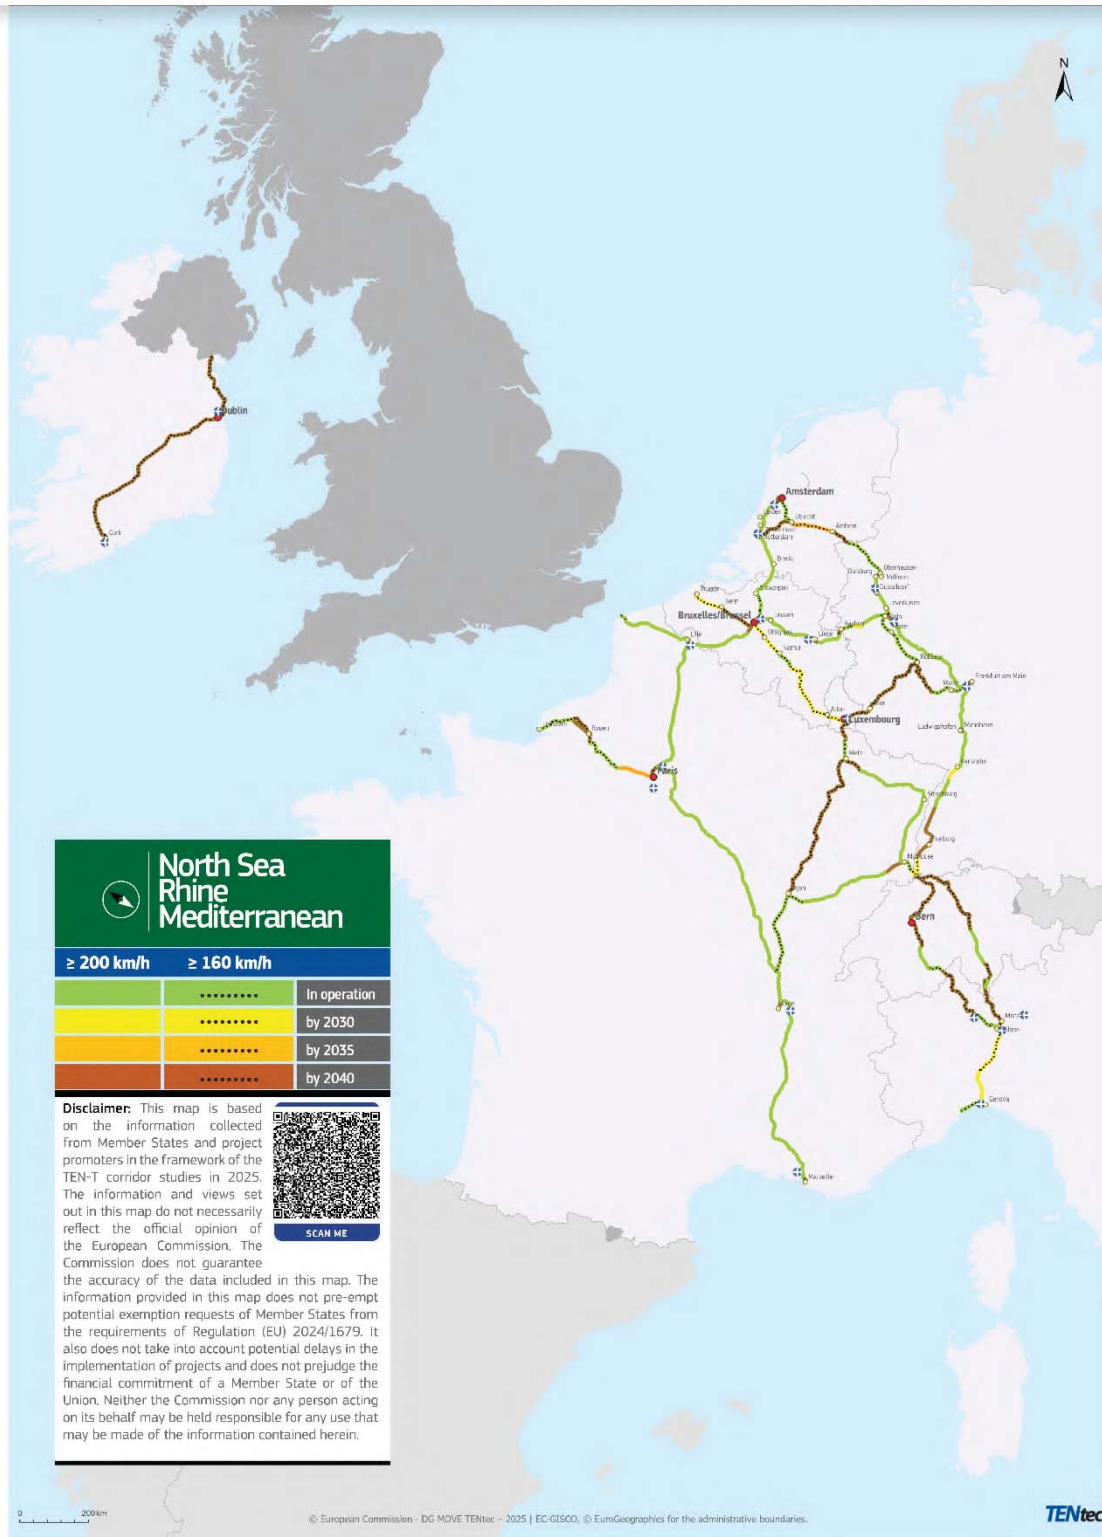 N
Dublin
Cork
Amsterdam
Utrecht
Arnhem
Rotterdam
Breda
Oberhausen
Duisburg
Mülheim
Düsseldorf
Brugge
Antwerpen
Leuven
Leverkusen
Bruxelles/Brussel
Lille
Liège
Aachen
Namur
Koblenz
Frankfurt am Main
Mainz
Arlon
Luxembourg
Ludwigshafen
Mannheim
Rouen
Metz
Karlsruhe
Paris
Strasbourg
Freiburg
Mulhouse
Dijon
Bern
Genova
Marseille
North Sea
Rhine
Mediterranean
≥ 200 km/h ≥ 160 km/h
In operation
by 2030
by 2035
by 2040
Disclaimer: This map is based
on the information collected
from Member States and project
promoters in the framework of the
TEN-T corridor studies in 2025.
The information and views set
out in this map do not necessarily
reflect the official opinion of
the European Commission. The
Commission does not guarantee
the accuracy of the data included in this map. The
information provided in this map does not pre-empt
potential exemption requests of Member States from
the requirements of Regulation (EU) 2024/1679. It
also does not take into account potential delays in the
implementation of projects and does not prejudge the
financial commitment of a Member State or of the
Union. Neither the Commission nor any person acting
on its behalf may be held responsible for any use that
may be made of the information contained herein.
SCAN ME
0 200 km
© European Commission - DG MOVE TENtec - 2025 | EC-GISCO, © EuroGeographics for the administrative boundaries.
TENtec